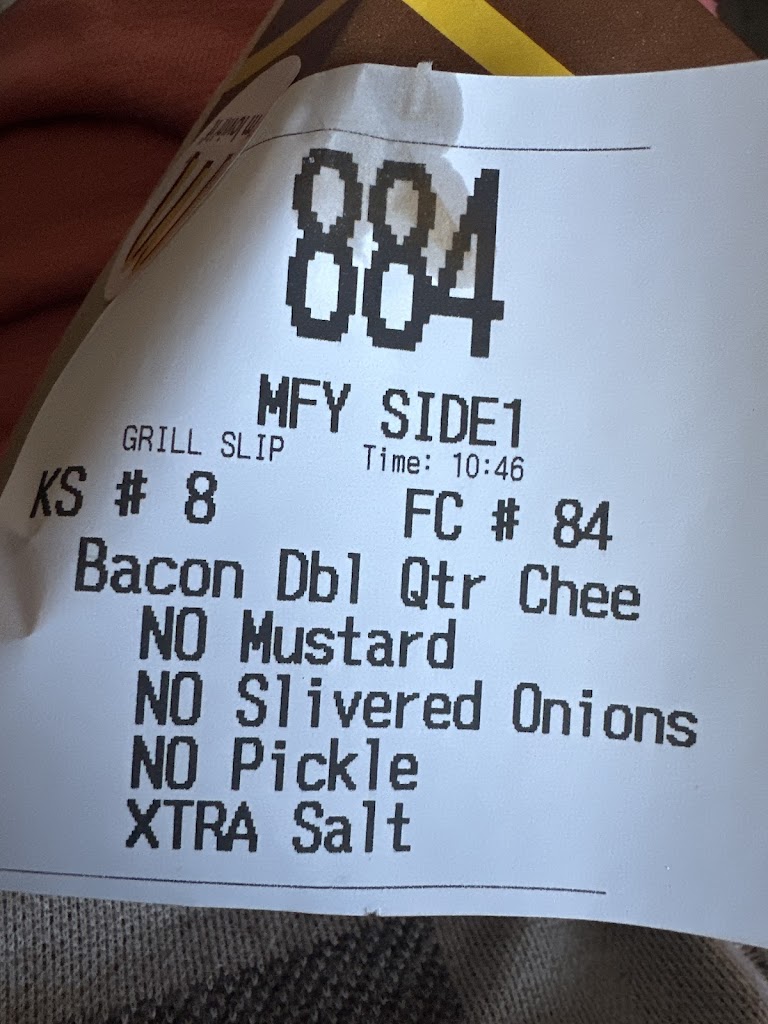 884
MFY SIDE1
GRILL SLIP Time: 10:46
KS # 8 FC # 84
Bacon Dbl Qtr Chee
NO Mustard
NO Slivered Onions
NO Pickle
XTRA Salt